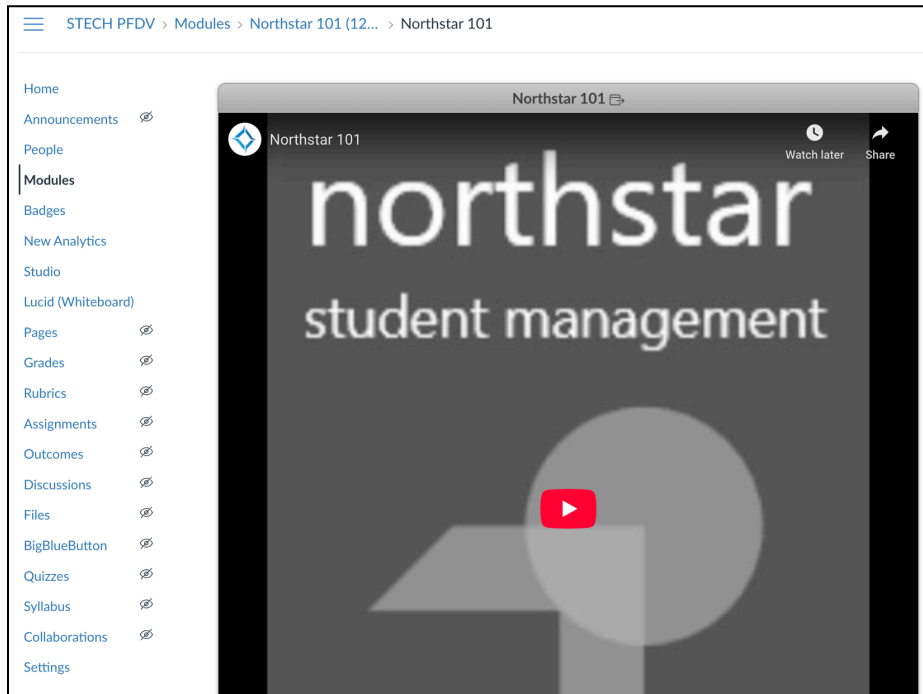 STECH PFDV > Modules > Northstar 101 (12... > Northstar 101
Home
Announcements
People
Modules
Badges
New Analytics
Studio
Lucid (Whiteboard)
Pages
Grades
Rubrics
Assignments
Outcomes
Discussions
Files
BigBlueButton
Quizzes
Syllabus
Collaborations
Settings
Northstar 101
Northstar 101
Watch later
Share
northstar
student management